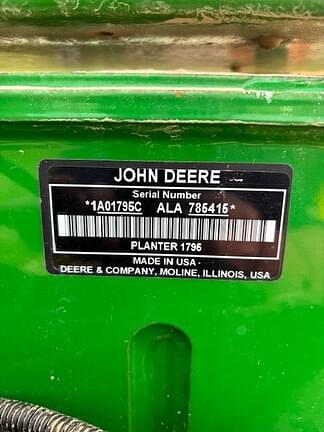 JOHN DEERE
Serial Number
*1A01795C ALA 785415*
PLANTER 1795
MADE IN USA
DEERE & COMPANY, MOLINE, ILLINOIS, USA